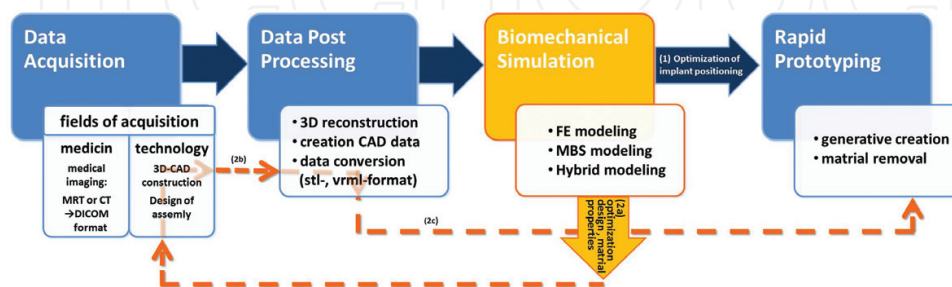 Data
Acquisition
Data Post
Processing
Biomechanical
Simulation
(1) Optimization of
implant positioning
Rapid
Prototyping
fields of acquisition
medicin
medical
imaging:
MRT or CT
→DICOM
format
technology
3D-CAD
construction
Design of
assemly
(2b)
• 3D reconstruction
• creation CAD data
• data conversion
(stl-, vrml-format)
(2c)
• FE modeling
• MBS modeling
• Hybrid modeling
(2a)
optimization
design / matrial
properties
• generative creation
• matrial removal